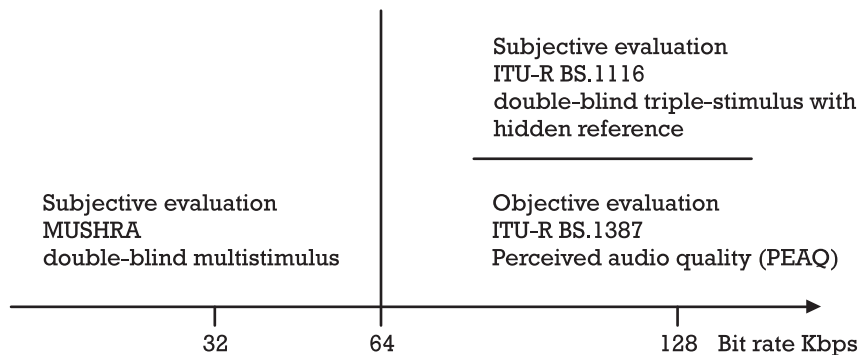 Subjective evaluation
ITU-R BS.1116
double-blind triple-stimulus with
hidden reference
Subjective evaluation
MUSHRA
double-blind multistimulus
Objective evaluation
ITU-R BS.1387
Perceived audio quality (PEAQ)
32 64 128 Bit rate Kbps